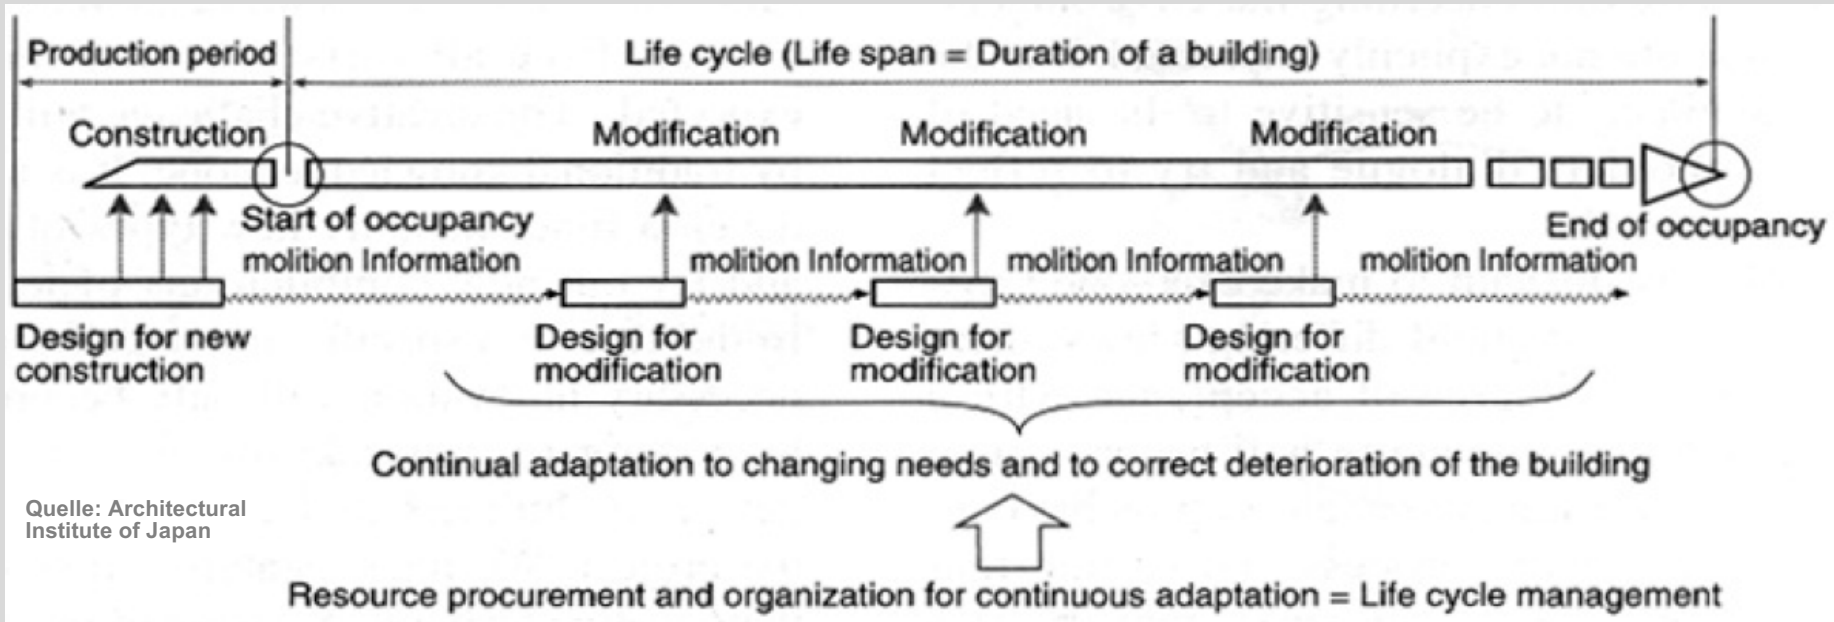 Production period
Life cycle (Life span = Duration of a building)
Construction
Modification
Modification
Modification
Start of occupancy
End of occupancy
molition Information
molition Information
molition Information
molition Information
Design for new
construction
Design for
modification
Design for
modification
Design for
modification
Continual adaptation to changing needs and to correct deterioration of the building
Quelle: Architectural
Institute of Japan
Resource procurement and organization for continuous adaptation = Life cycle management